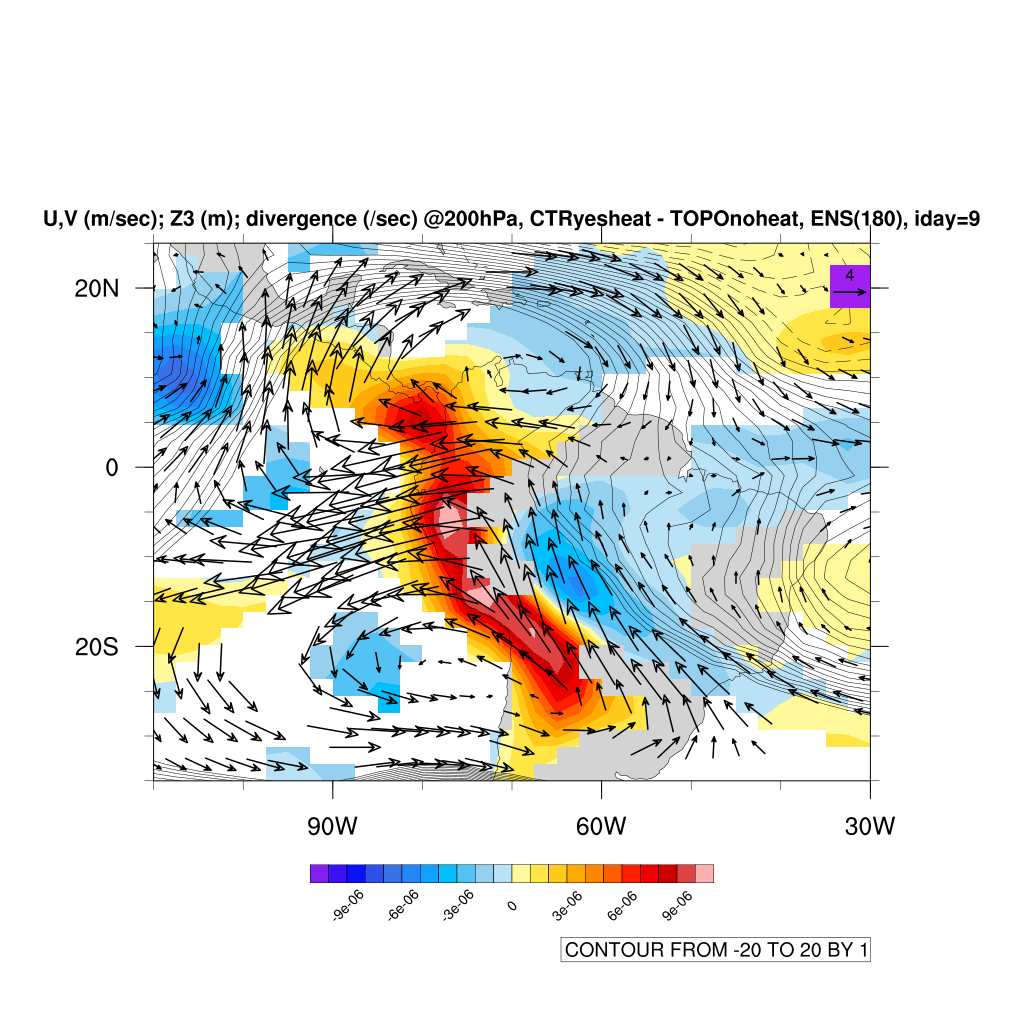 U,V (m/sec); Z3 (m); divergence (/sec) @200hPa, CTRyesheat - TOPOnoheat, ENS(180), iday=9
4
20N
0
20S
90W 60W 30W
-9e-06 -6e-06 -3e-06 0 3e-06 6e-06 9e-06
CONTOUR FROM -20 TO 20 BY 1